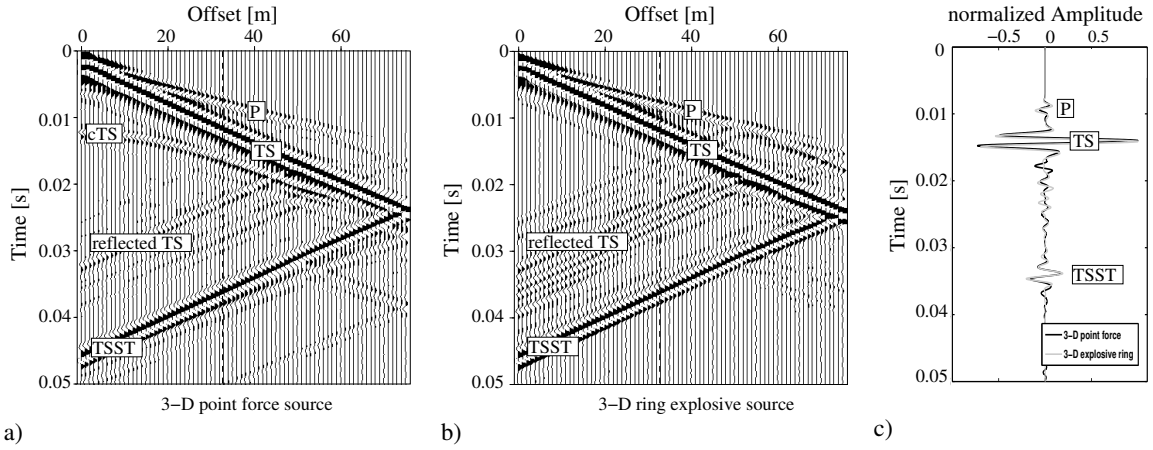 Offset [m]
0 20 40 60
0
0.01
0.02
0.03
0.04
0.05
Time [s]
P
cTS
TS
reflected TS
TSST
3−D point force source
a)
Offset [m]
0 20 40 60
0
0.01
0.02
0.03
0.04
0.05
Time [s]
P
TS
reflected TS
TSST
3−D ring explosive source
b)
normalized Amplitude
−0.5 0 0.5
0
0.01
0.02
0.03
0.04
0.05
Time [s]
P
TS
TSST
3−D point force
3−D explosive ring
c)